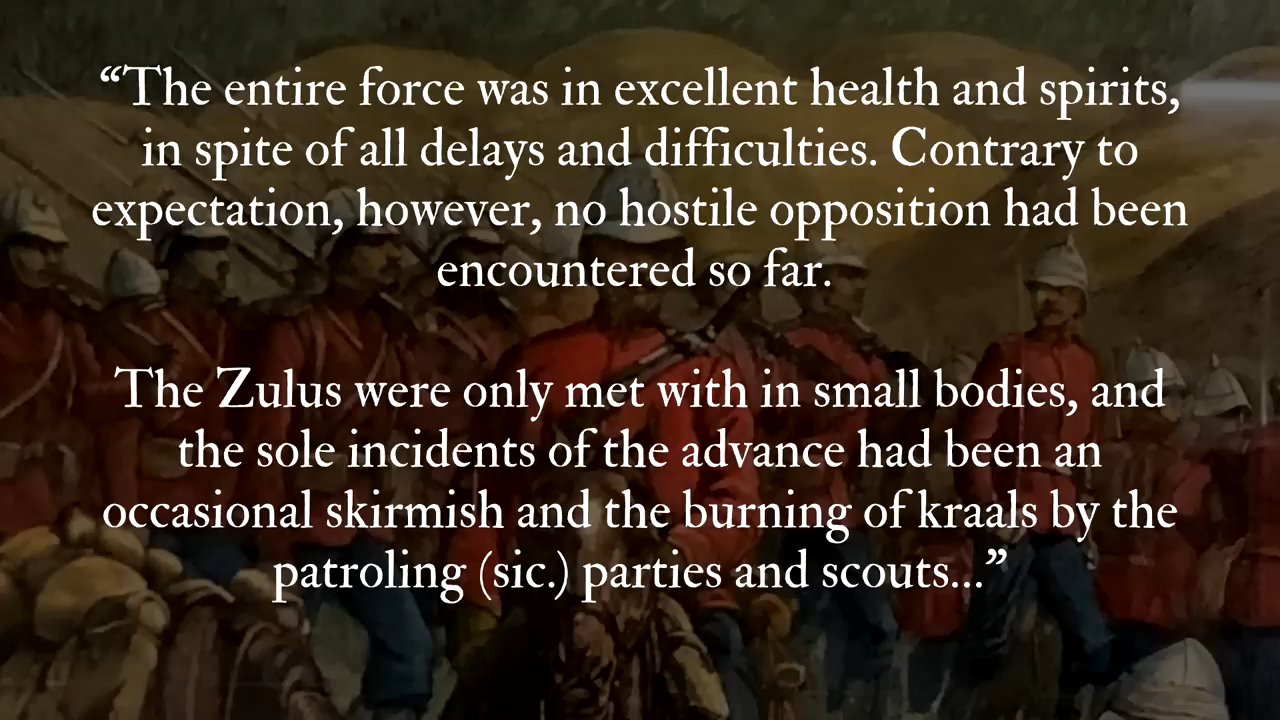 “The entire force was in excellent health and spirits,
in spite of all delays and difficulties. Contrary to
expectation, however, no hostile opposition had been
encountered so far.
The Zulus were only met with in small bodies, and
the sole incidents of the advance had been an
occasional skirmish and the burning of kraals by the
patroling (sic.) parties and scouts...”